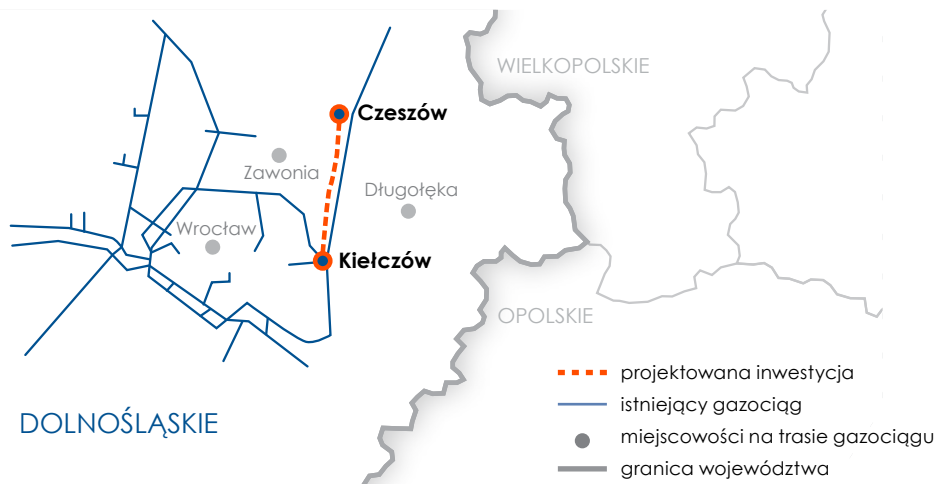 WIELKOPOLSKIE
Czeszów
Zawonia
Długołęka
Wrocław
Kiełczów
OPOLSKIE
DOLNOŚLĄSKIE
projektowana inwestycja
istniejący gazociąg
miejscowości na trasie gazociągu
granica województwa